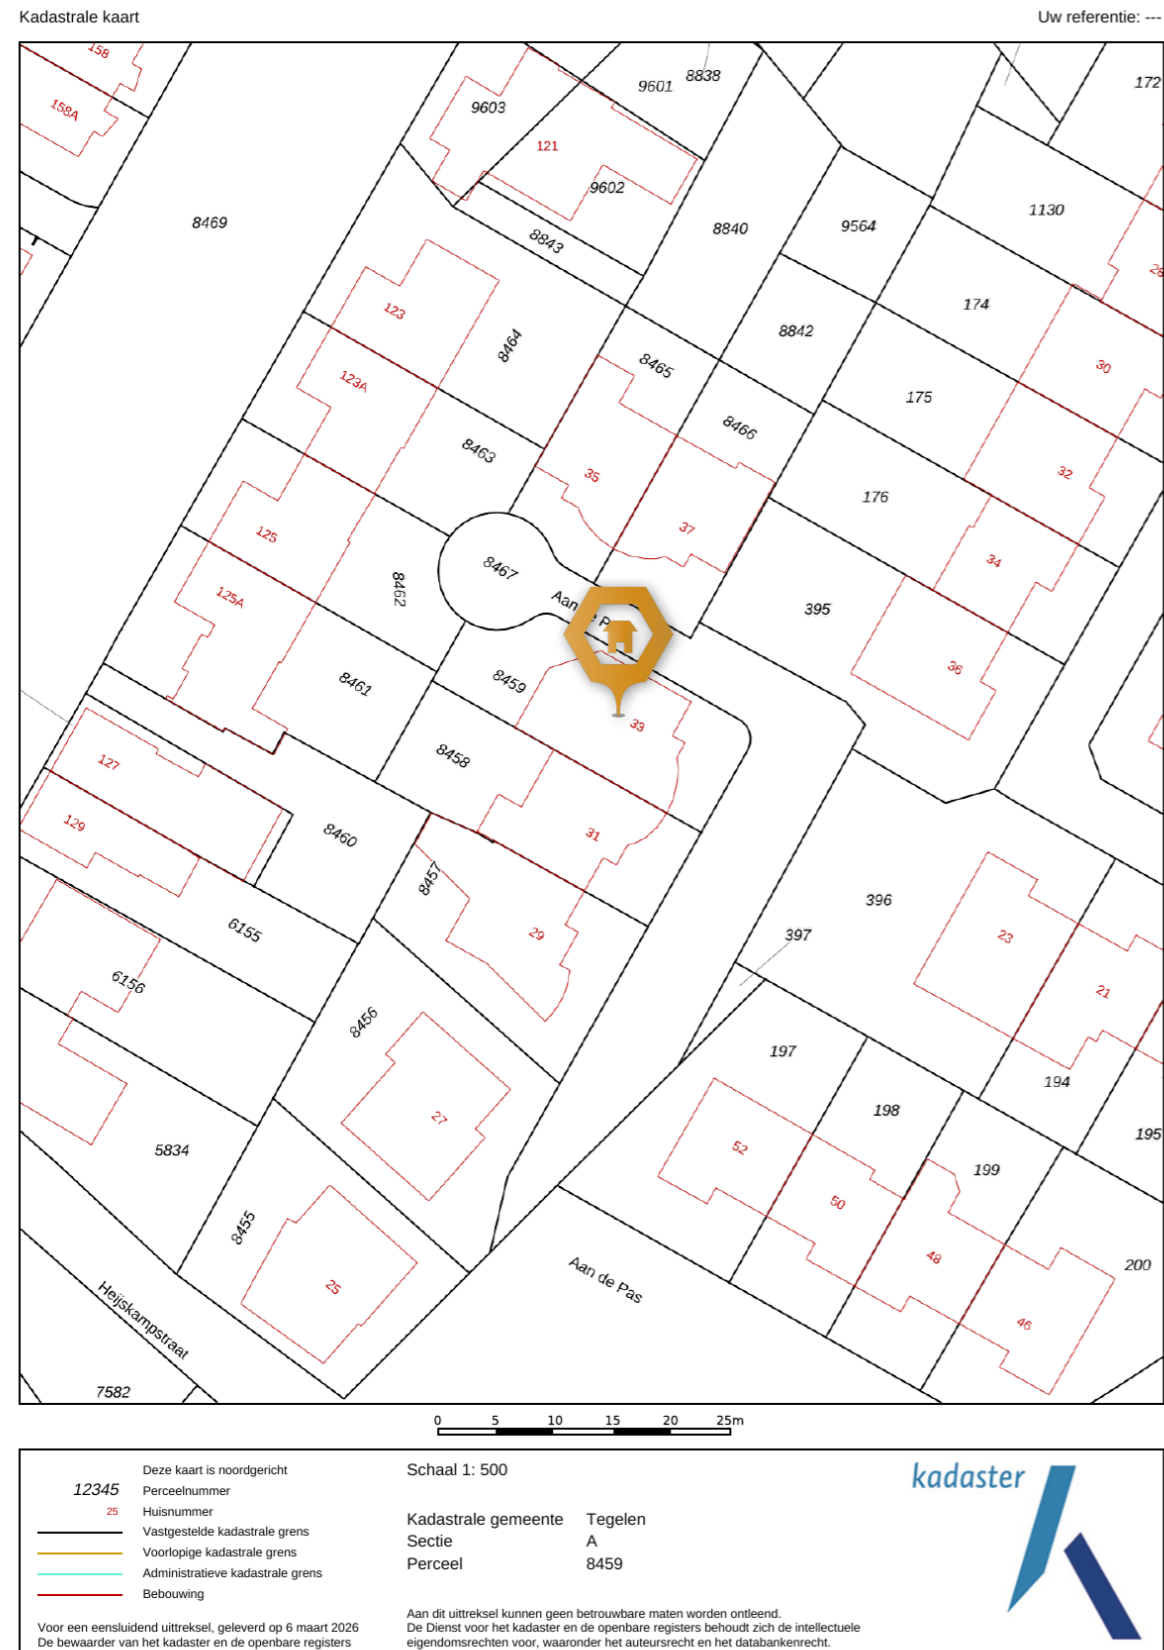 Kadastrale kaart
Uw referentie: ---
158
158A
8469
9603
121
9601
8838
9602
8843
172
8840
9564
1130
28
123
8464
174
8842
8465
30
123A
175
8466
8463
35
32
176
37
125
34
8467
8462
125A
Aan
395
36
8461
8459
33
8458
127
129
8460
31
8457
396
23
397
29
6155
6156
21
8456
197
194
198
195
27
5834
52
199
50
8455
48
200
25
Aan de Pas
Heijskampstraat
46
7582
0 5 10 15 20 25m
Deze kaart is noordgericht
12345 Perceelnummer
25 Huisnummer
Vastgestelde kadastrale grens
Voorlopige kadastrale grens
Administratieve kadastrale grens
Bebouwing
Voor een eensluidend uittreksel, geleverd op 6 maart 2026
De bewaarder van het kadaster en de openbare registers
Schaal 1: 500
Kadastrale gemeente Tegelen
Sectie A
Perceel 8459
Aan dit uittreksel kunnen geen betrouwbare maten worden ontleend.
De Dienst voor het kadaster en de openbare registers behoudt zich de intellectuele
eigendomsrechten voor, waaronder het auteursrecht en het databankenrecht.
kadaster